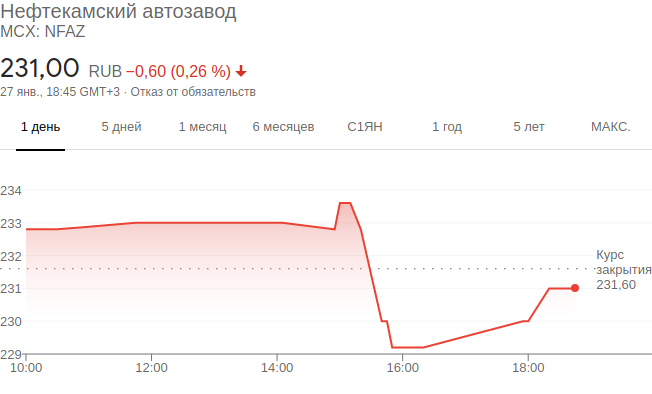 Нефтекамский автозавод
MCX: NFAZ
231,00 RUB −0,60 (0,26 %)
27 янв., 18:45 GMT+3 · Отказ от обязательств
1 день 5 дней 1 месяц 6 месяцев С1ЯН 1 год 5 лет МАКС.
234
233
232
231
230
229
Курс
закрытия
231,60
10:00 12:00 14:00 16:00 18:00